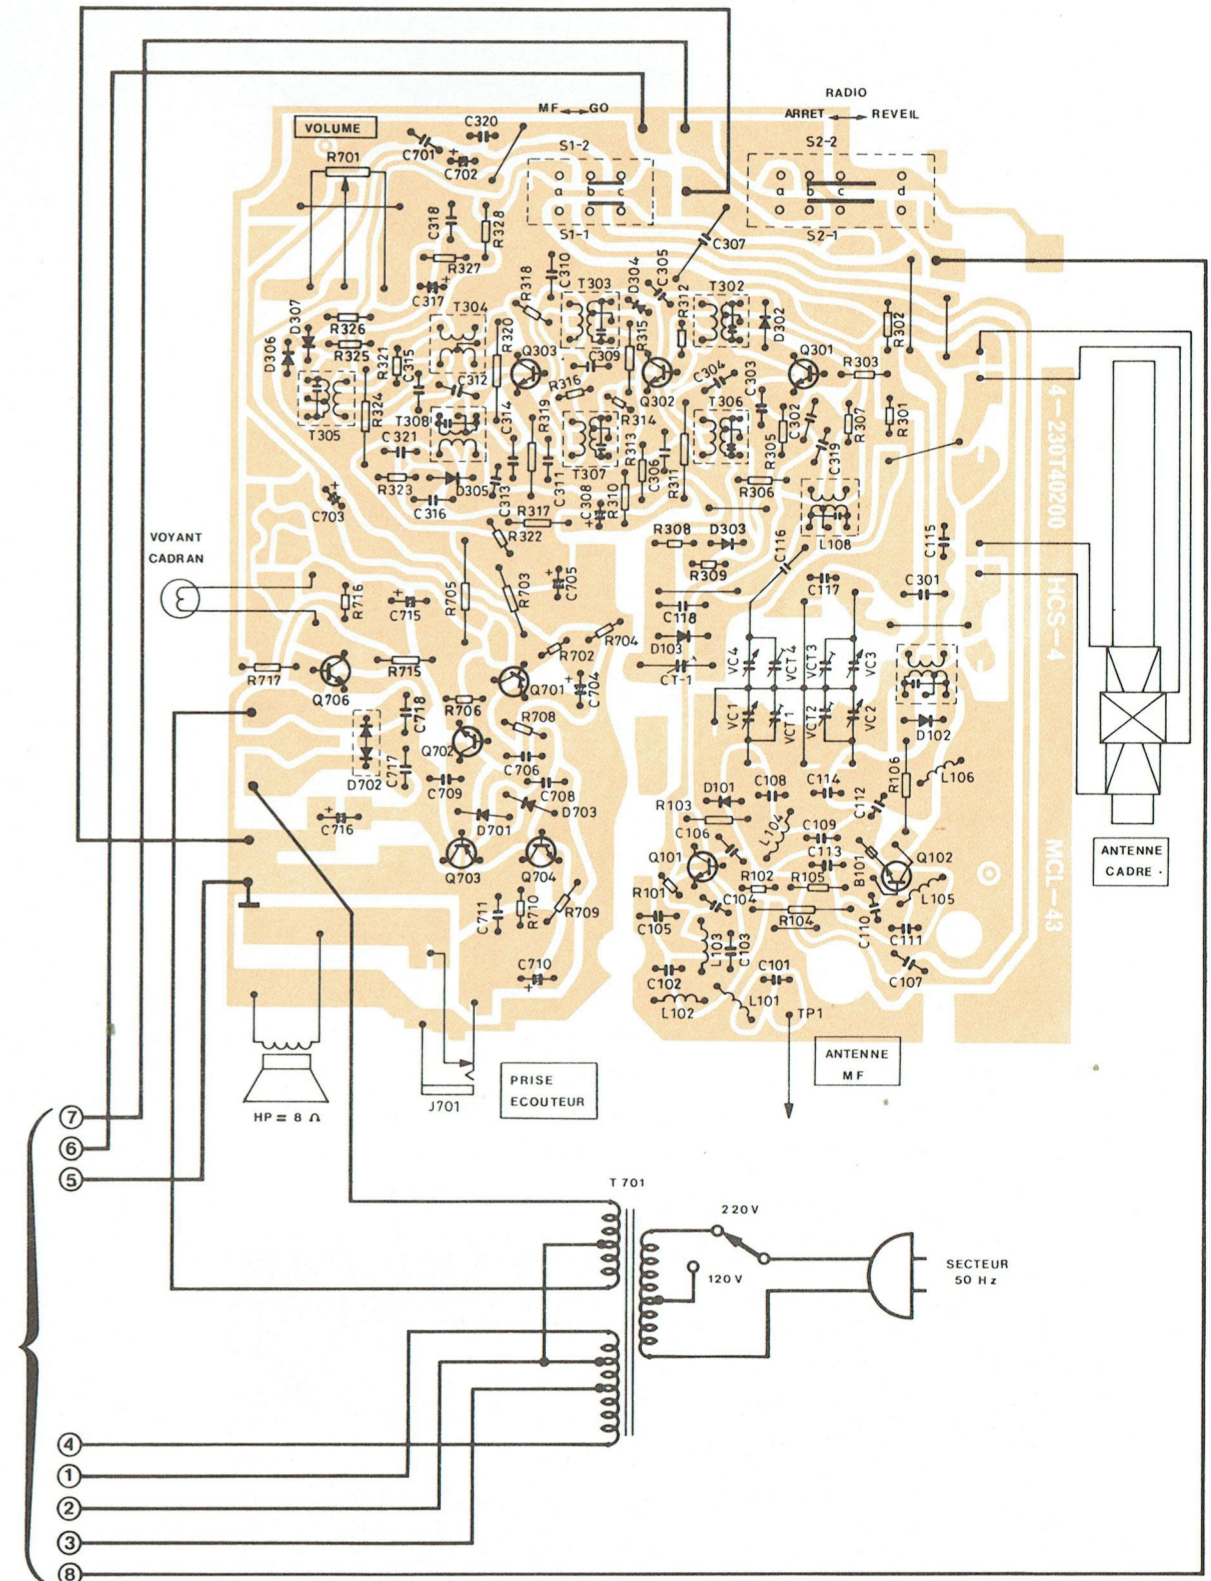 RADIO
MF GO
ARRET REVEIL
VOLUME
C320
C701
C702
S1-2
S2-2
R701
a b c
a b c d
S1-1
S2-1
C318
R328
C307
R327
R318
C310
D304
C305
C317
T304
T303
R312
T302
D307
R326
R320
R315
D302
R302
D306
R325
R321
C315
Q303
C309
Q301
R303
C312
R316
Q302
C304
C303
T305
R324
T308
C314
R319
R314
T306
R305
C302
R307
R301
C321
R313
C319
4-230T40200
R323
D305
C313
C311
T307
C306
R311
R306
C703
C316
R317
C308
R310
L108
R322
R308
D303
C116
C115
VOYANT
CADRAN
R309
C117
C301
HCS-4
R716
C715
R705
R703
C705
C118
R704
D103
VC4
VCT4
VCT3
VC3
R717
R715
R702
CT-1
Q706
Q701
C704
R706
C718
R708
VC1
VCT1
VCT2
VC2
D102
Q702
D702
C717
C709
C706
R106
L106
C708
D101
C108
C114
R103
C112
C716
D701
D703
C106
L104
C109
ANTENNE
CADRE
MCL-43
Q703
Q704
Q101
C113
B101
Q102
R102
R105
R101
C104
L105
C711
R710
R709
C105
R104
C110
C111
L103
C103
C710
C102
C101
C107
L102
L101
TP1
ANTENNE
MF
PRISE
ECOUTEUR
J701
HP = 8 Ω
7
6
5
T 701
220V
120V
SECTEUR
50 Hz
4
1
2
3
8